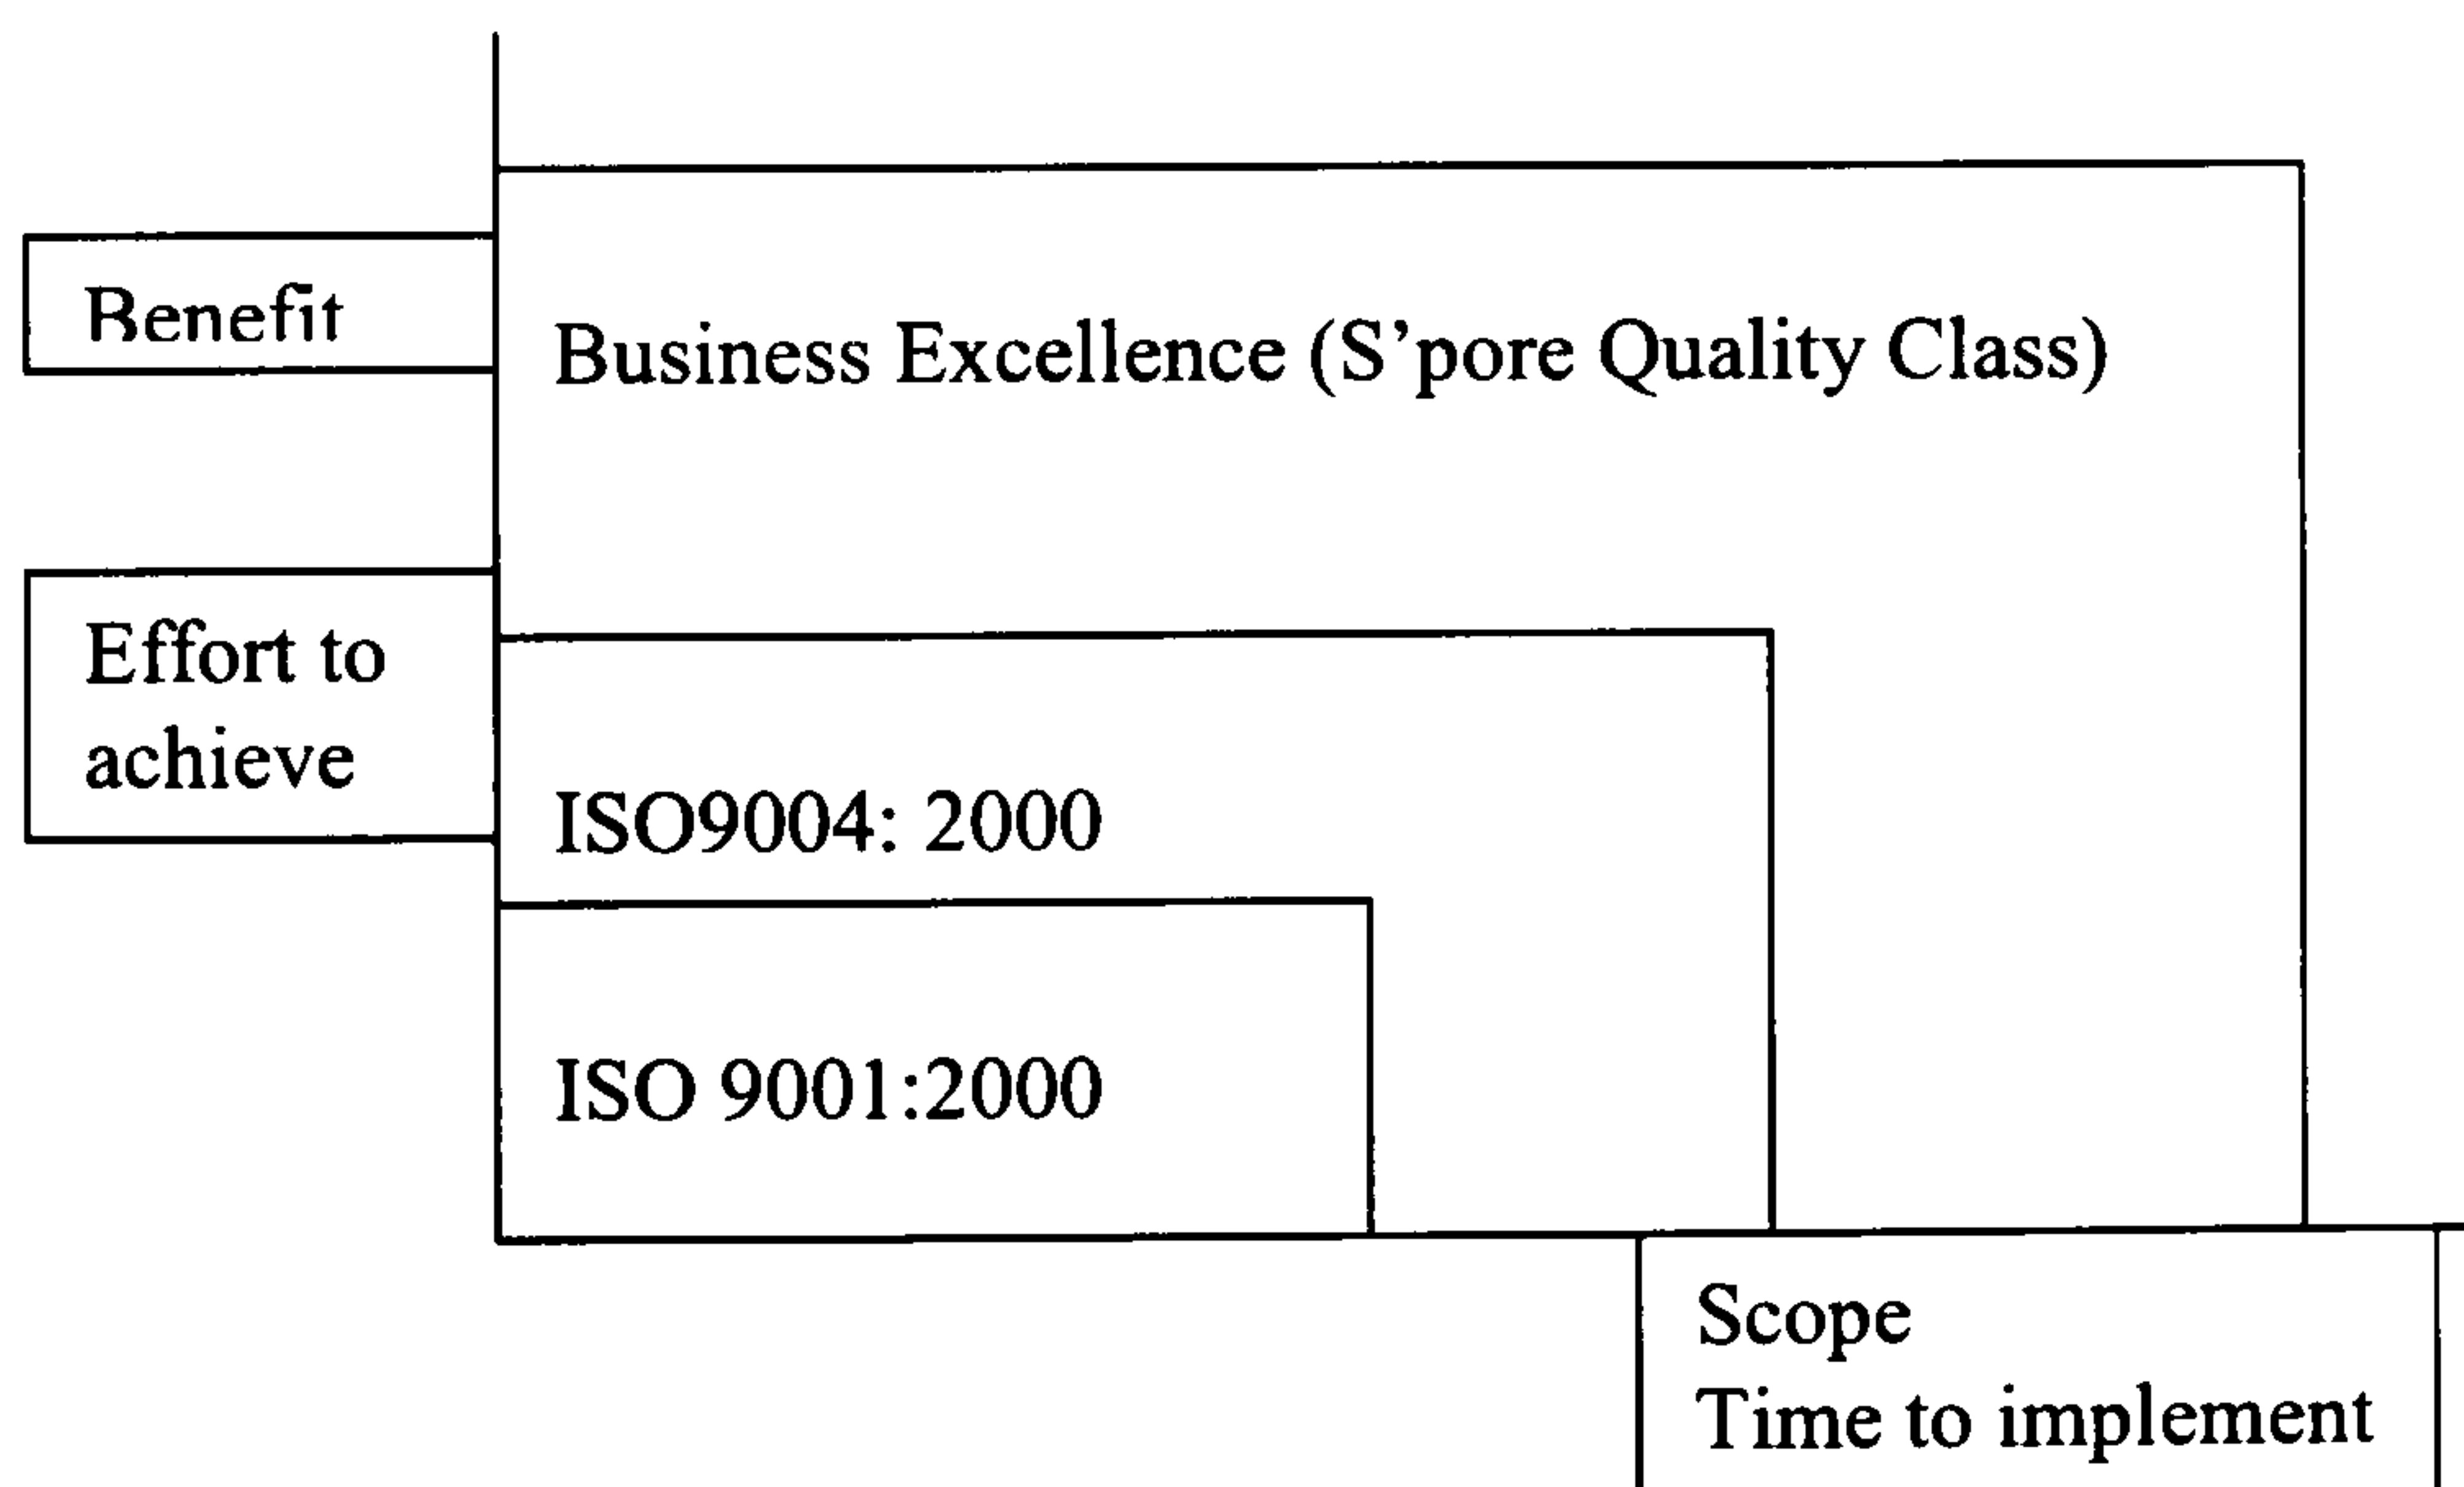 Benefit
Business Excellence (S'pore Quality Class)
Effort to
achieve
ISO9004: 2000
ISO 9001:2000
Scope
Time to implement